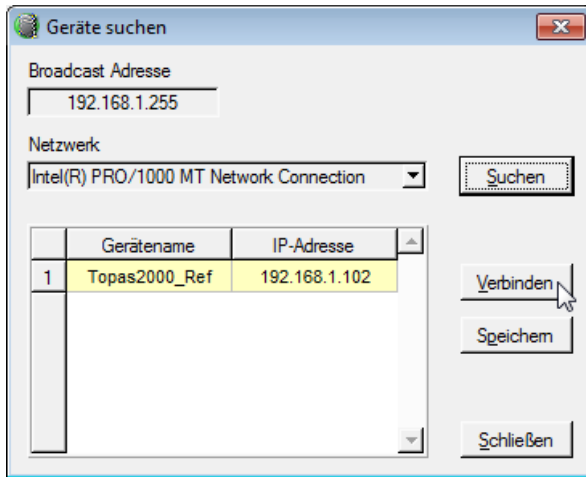 Geräte suchen
Broadcast Adresse
192.168.1.255
Netzwerk
Intel(R) PRO/1000 MT Network Connection
Suchen
Gerätename IP-Adresse
1 Topas2000_Ref 192.168.1.102
Verbinden
Speichern
Schließen